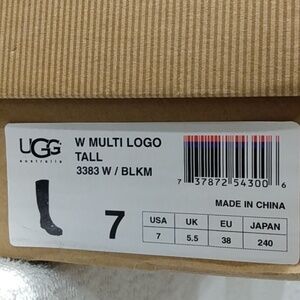 UGG
australia
W MULTI LOGO
TALL
3383 W / BLKM
7 37872 54300 6
MADE IN CHINA
7
USA UK EU JAPAN
7 5.5 38 240